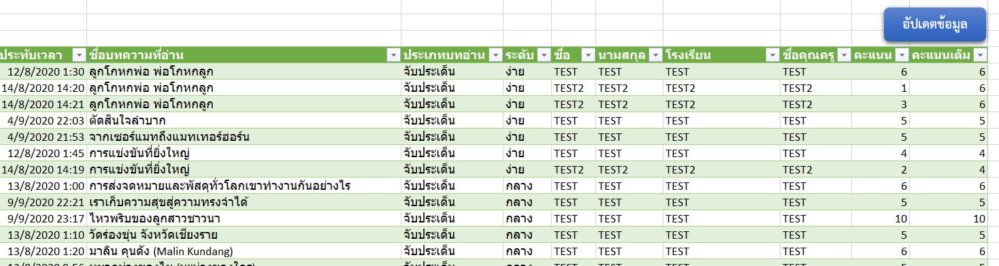 อัปเดตข้อมูล
ประทับเวลา ชื่อบทความที่อ่าน ประเภทบทอ่าน ระดับ ชื่อ นามสกุล โรงเรียน ชื่อคุณครู คะแนน คะแนนเต็ม
12/8/2020 1:30 ลูกโกหกพ่อ พ่อโกหกลูก จับประเด็น ง่าย TEST TEST TEST TEST 6 6
14/8/2020 14:20 ลูกโกหกพ่อ พ่อโกหกลูก จับประเด็น ง่าย TEST2 TEST2 TEST2 TEST2 1 6
14/8/2020 14:21 ลูกโกหกพ่อ พ่อโกหกลูก จับประเด็น ง่าย TEST2 TEST2 TEST2 TEST2 3 6
4/9/2020 22:03 ตัดสินใจลำบาก จับประเด็น ง่าย TEST TEST TEST TEST 5 5
4/9/2020 21:53 จากเซอร์แมทถึงแมทเทอร์ฮอร์น จับประเด็น ง่าย TEST TEST TEST TEST 5 5
12/8/2020 1:45 การแข่งขันที่ยิ่งใหญ่ จับประเด็น ง่าย TEST TEST TEST TEST 4 4
14/8/2020 14:19 การแข่งขันที่ยิ่งใหญ่ จับประเด็น ง่าย TEST2 TEST2 TEST2 TEST2 2 4
13/8/2020 1:00 การส่งจดหมายและพัสดุทั่วโลกเขาทำงานกันอย่างไร จับประเด็น กลาง TEST TEST TEST TEST 6 6
9/9/2020 22:21 เราเก็บความสุขสู่ความทรงจำได้ จับประเด็น กลาง TEST TEST TEST TEST 5 5
9/9/2020 23:17 ไหวพริบของลูกสาวชาวนา จับประเด็น กลาง TEST TEST TEST TEST 10 10
13/8/2020 1:10 วัดร่องขุ่น จังหวัดเชียงราย จับประเด็น กลาง TEST TEST TEST TEST 5 5
13/8/2020 1:20 มาลิน คุนดัง (Malin Kundang) จับประเด็น กลาง TEST TEST TEST TEST 6 6